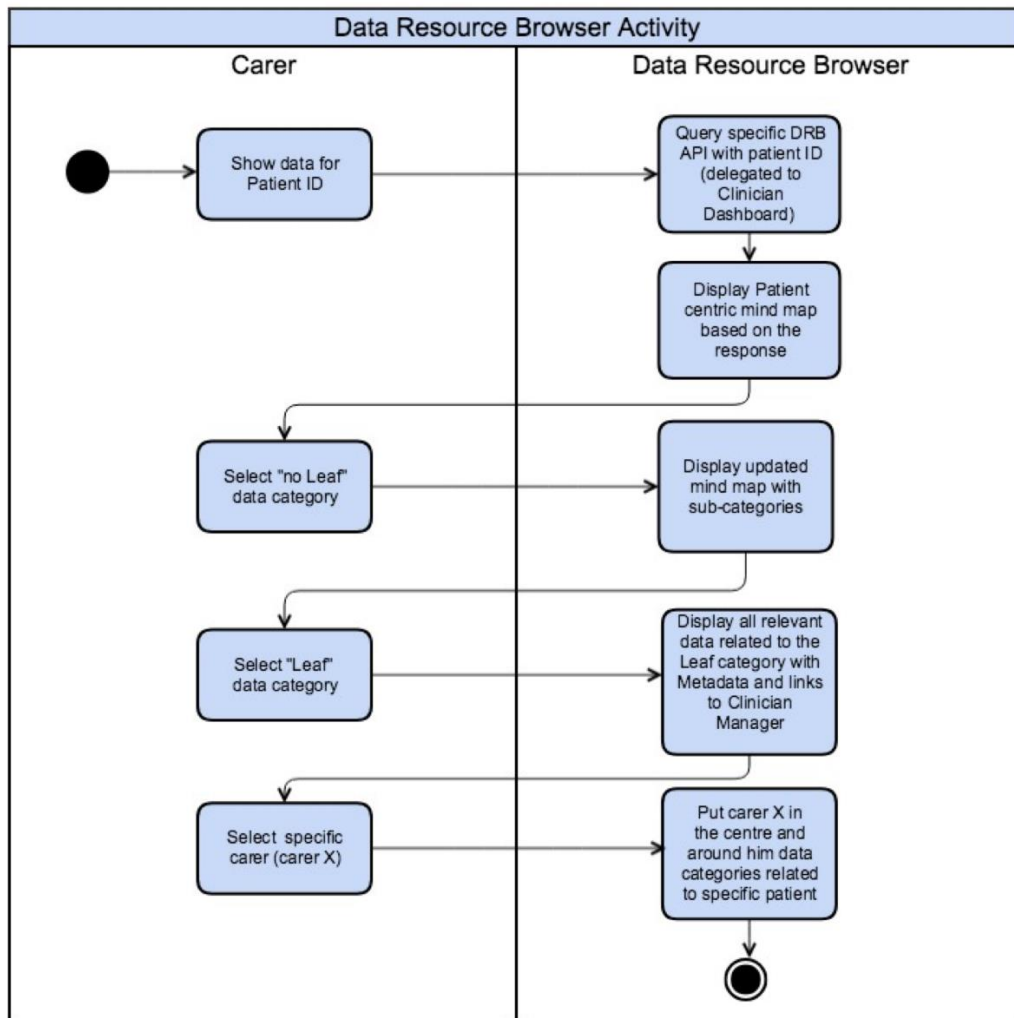 Data Resource Browser Activity
Carer
Data Resource Browser
Show data for
Patient ID
Query specific DRB
API with patient ID
(delegated to
Clinician
Dashboard)
Display Patient
centric mind map
based on the
response
Select "no Leaf"
data category
Display updated
mind map with
sub-categories
Select "Leaf"
data category
Display all relevant
data related to the
Leaf category with
Metadata and links
to Clinician
Manager
Select specific
carer (carer X)
Put carer X in
the centre and
around him data
categories related
to specific patient